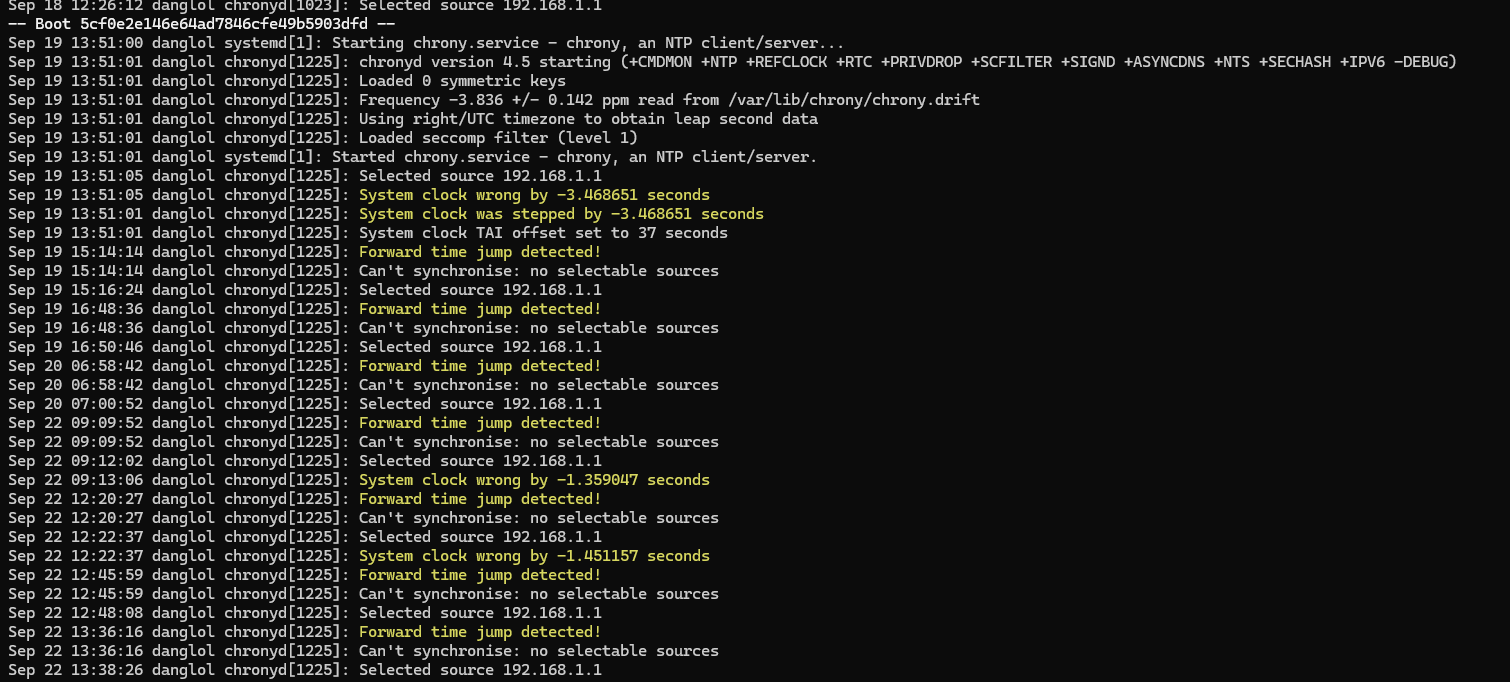 Sep 18 12:26:12 danglol chronyd[1023]: Selected source 192.168.1.1
-- Boot 5cf0e2e146e64ad7846cfe49b5903dfd --
Sep 19 13:51:00 danglol systemd[1]: Starting chrony.service - chrony, an NTP client/server...
Sep 19 13:51:01 danglol chronyd[1225]: chronyd version 4.5 starting (+CMDMON +NTP +REFCLOCK +RTC +PRIVDROP +SCFILTER +SIGND +ASYNCDNS +NTS +SECHASH +IPV6 -DEBUG)
Sep 19 13:51:01 danglol chronyd[1225]: Loaded 0 symmetric keys
Sep 19 13:51:01 danglol chronyd[1225]: Frequency -3.836 +/- 0.142 ppm read from /var/lib/chrony/chrony.drift
Sep 19 13:51:01 danglol chronyd[1225]: Using right/UTC timezone to obtain leap second data
Sep 19 13:51:01 danglol chronyd[1225]: Loaded seccomp filter (level 1)
Sep 19 13:51:01 danglol systemd[1]: Started chrony.service - chrony, an NTP client/server.
Sep 19 13:51:05 danglol chronyd[1225]: Selected source 192.168.1.1
Sep 19 13:51:05 danglol chronyd[1225]: System clock wrong by -3.468651 seconds
Sep 19 13:51:01 danglol chronyd[1225]: System clock was stepped by -3.468651 seconds
Sep 19 13:51:01 danglol chronyd[1225]: System clock TAI offset set to 37 seconds
Sep 19 15:14:14 danglol chronyd[1225]: Forward time jump detected!
Sep 19 15:14:14 danglol chronyd[1225]: Can't synchronise: no selectable sources
Sep 19 15:16:24 danglol chronyd[1225]: Selected source 192.168.1.1
Sep 19 16:48:36 danglol chronyd[1225]: Forward time jump detected!
Sep 19 16:48:36 danglol chronyd[1225]: Can't synchronise: no selectable sources
Sep 19 16:50:46 danglol chronyd[1225]: Selected source 192.168.1.1
Sep 20 06:58:42 danglol chronyd[1225]: Forward time jump detected!
Sep 20 06:58:42 danglol chronyd[1225]: Can't synchronise: no selectable sources
Sep 20 07:00:52 danglol chronyd[1225]: Selected source 192.168.1.1
Sep 22 09:09:52 danglol chronyd[1225]: Forward time jump detected!
Sep 22 09:09:52 danglol chronyd[1225]: Can't synchronise: no selectable sources
Sep 22 09:12:02 danglol chronyd[1225]: Selected source 192.168.1.1
Sep 22 09:13:06 danglol chronyd[1225]: System clock wrong by -1.359047 seconds
Sep 22 12:20:27 danglol chronyd[1225]: Forward time jump detected!
Sep 22 12:20:27 danglol chronyd[1225]: Can't synchronise: no selectable sources
Sep 22 12:22:37 danglol chronyd[1225]: Selected source 192.168.1.1
Sep 22 12:22:37 danglol chronyd[1225]: System clock wrong by -1.451157 seconds
Sep 22 12:45:59 danglol chronyd[1225]: Forward time jump detected!
Sep 22 12:45:59 danglol chronyd[1225]: Can't synchronise: no selectable sources
Sep 22 12:48:08 danglol chronyd[1225]: Selected source 192.168.1.1
Sep 22 13:36:16 danglol chronyd[1225]: Forward time jump detected!
Sep 22 13:36:16 danglol chronyd[1225]: Can't synchronise: no selectable sources
Sep 22 13:38:26 danglol chronyd[1225]: Selected source 192.168.1.1